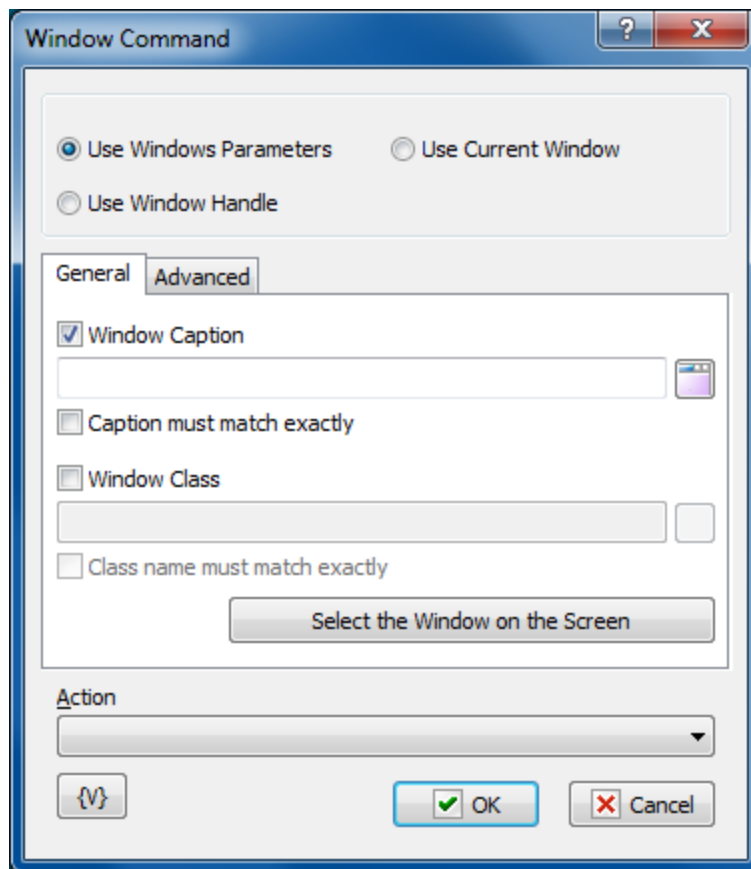 Window Command
?
Use Windows Parameters Use Current Window
Use Window Handle
General Advanced
Window Caption
Caption must match exactly
Window Class
Class name must match exactly
Select the Window on the Screen
Action
{V} OK Cancel